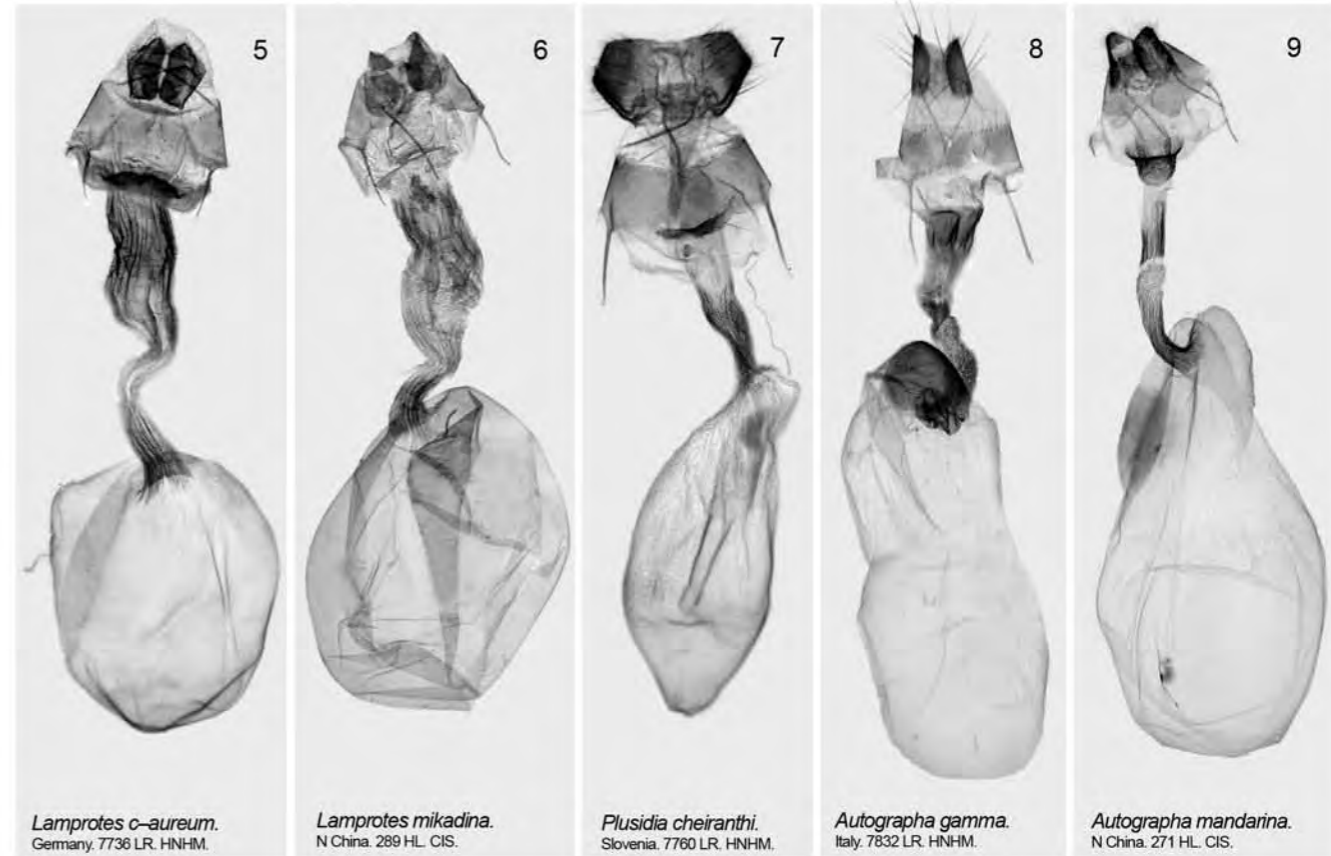 5
6
7
8
9
Lamprotes c–aureum.
Germany. 7736 LR. HNHM.
Lamprotes mikadina.
N China. 289 HL. CIS.
Plusidia cheiranthi.
Slovenia. 7760 LR. HNHM.
Autographa gamma.
Italy. 7832 LR. HNHM.
Autographa mandarina.
N China. 271 HL. CIS.